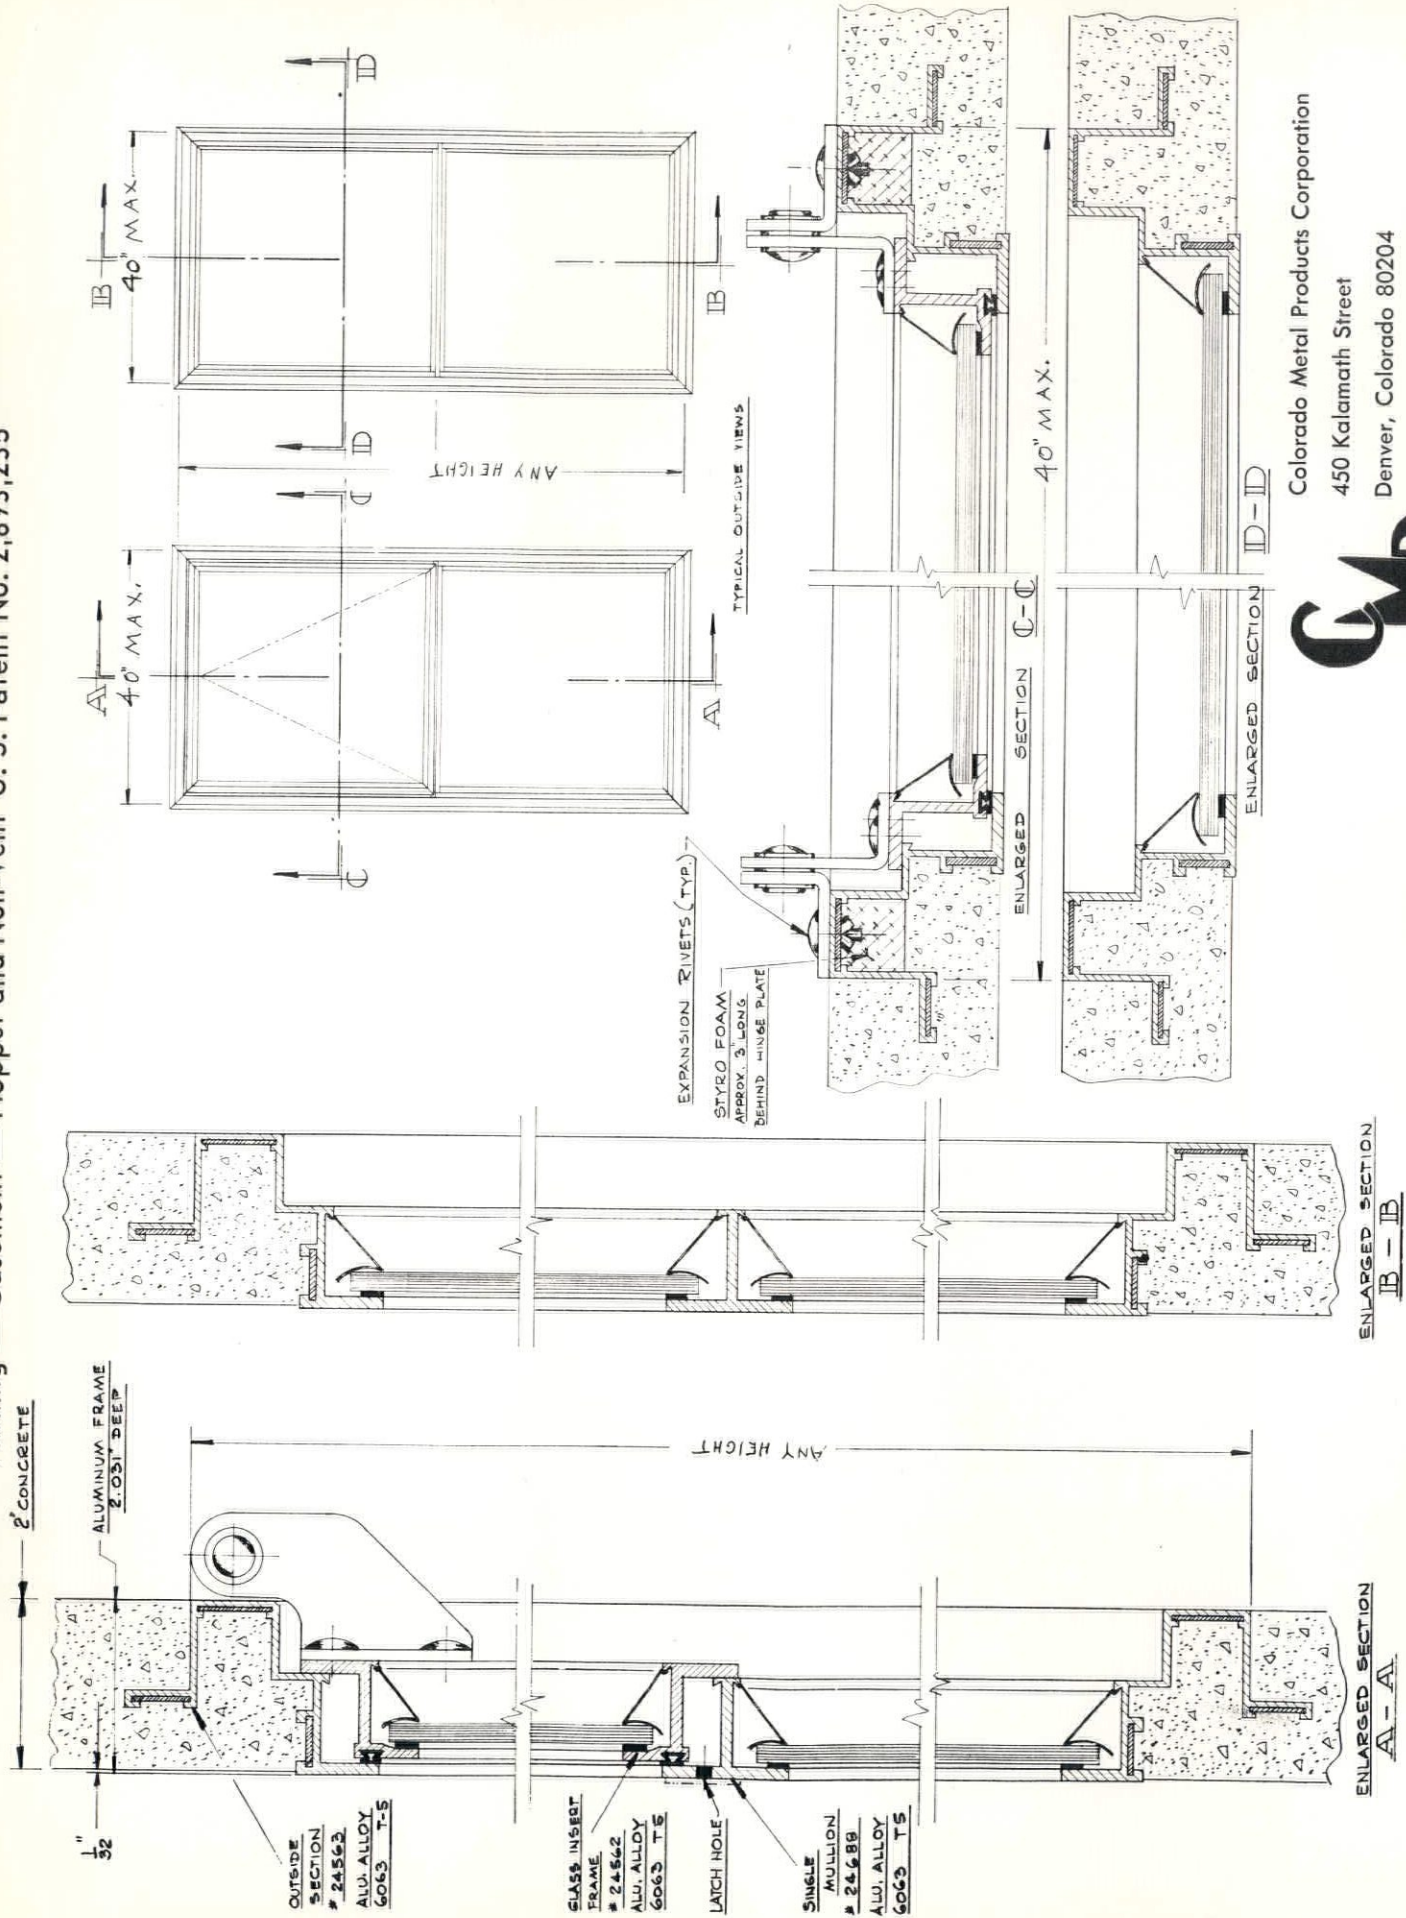 Casement — Hopper and Non-Vent U. S. Patent No. 2,
2" CONCRETE
ALUMINUM FRAME
2.031" DEEP
1/32"
OUTSIDE
SECTION
# 24563
ALU. ALLOY
6063 T-5
GLASS INSERT
FRAME
# 24562
ALU. ALLOY
6063 T5
LATCH HOLE
SINGLE
MULLION
# 24688
ALU. ALLOY
6063 T5
ANY HEIGHT
ENLARGED SECTION
A-A
ENLARGED SECTION
B-B
A
40" MAX.
C
C
A
ANY HEIGHT
B
40" MAX.
D
D
B
TYPICAL OUTSIDE VIEWS
EXPANSION RIVETS (TYP.)
STYRO FOAM
APPROX. 3" LONG
BEHIND HINGE PLATE
ENLARGED SECTION C-C
40" MAX.
ENLARGED SECTION D-D
CMP
Colorado Metal Products Corporation
450 Kalamath Street
Denver, Colorado 80204